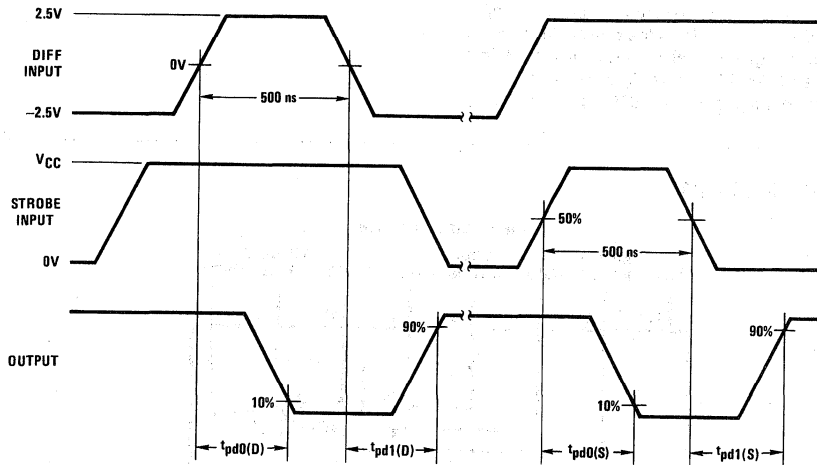 2.5V
DIFF
INPUT
0V
500 ns
–2.5V
VCC
STROBE
INPUT
50%
500 ns
0V
OUTPUT
90%
90%
10%
10%
tpd0(D)
tpd1(D)
tpd0(S)
tpd1(S)